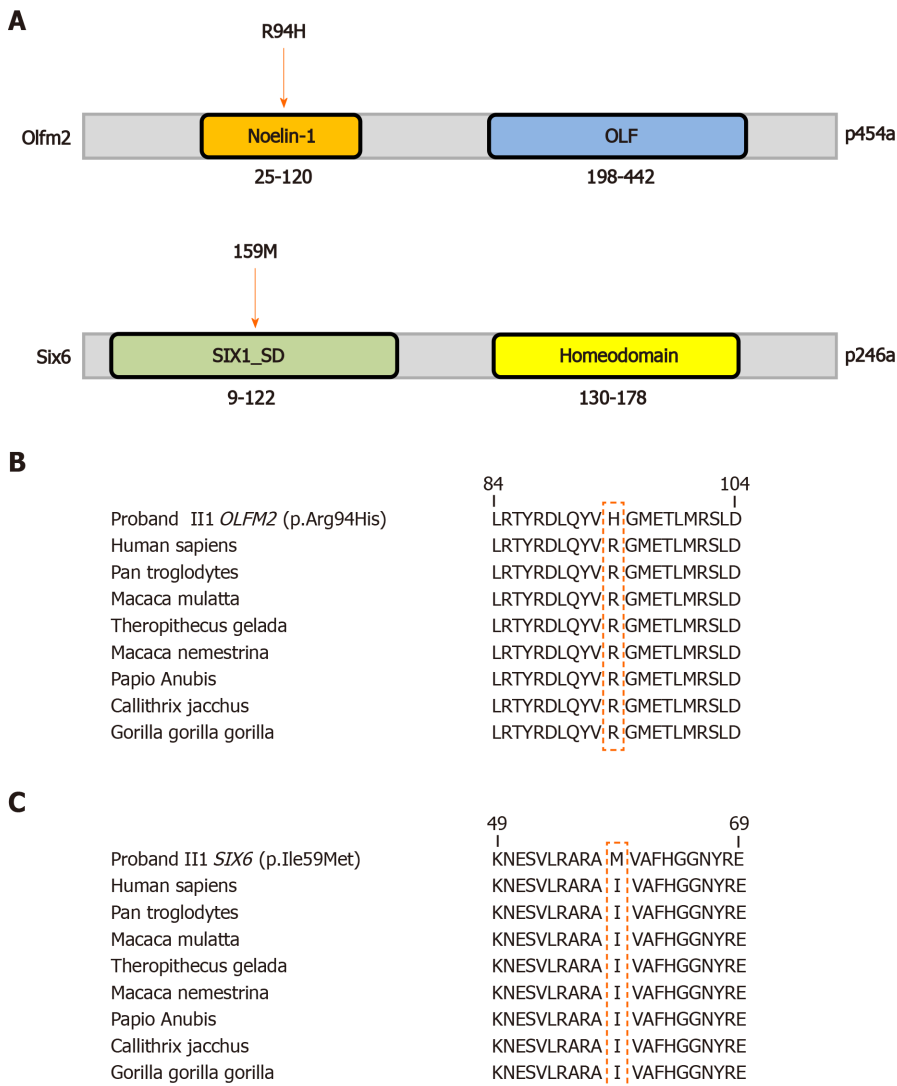 A
R94H
Olfm2 Noelin-1 OLF p454a
25-120 198-442
159M
Six6 SIX1_SD Homeodomain p246a
9-122 130-178
B
84 104
Proband II1 OLFM2 (p.Arg94His) LRTYRDLQYV H GMETLMRSLD
Human sapiens LRTYRDLQYV R GMETLMRSLD
Pan troglodytes LRTYRDLQYV R GMETLMRSLD
Macaca mulatta LRTYRDLQYV R GMETLMRSLD
Theropithecus gelada LRTYRDLQYV R GMETLMRSLD
Macaca nemestrina LRTYRDLQYV R GMETLMRSLD
Papio Anubis LRTYRDLQYV R GMETLMRSLD
Callithrix jacchus LRTYRDLQYV R GMETLMRSLD
Gorilla gorilla gorilla LRTYRDLQYV R GMETLMRSLD
C
49 69
Proband II1 SIX6 (p.Ile59Met) KNESVLRARA M VAFHGGNYRE
Human sapiens KNESVLRARA I VAFHGGNYRE
Pan troglodytes KNESVLRARA I VAFHGGNYRE
Macaca mulatta KNESVLRARA I VAFHGGNYRE
Theropithecus gelada KNESVLRARA I VAFHGGNYRE
Macaca nemestrina KNESVLRARA I VAFHGGNYRE
Papio Anubis KNESVLRARA I VAFHGGNYRE
Callithrix jacchus KNESVLRARA I VAFHGGNYRE
Gorilla gorilla gorilla KNESVLRARA I VAFHGGNYRE